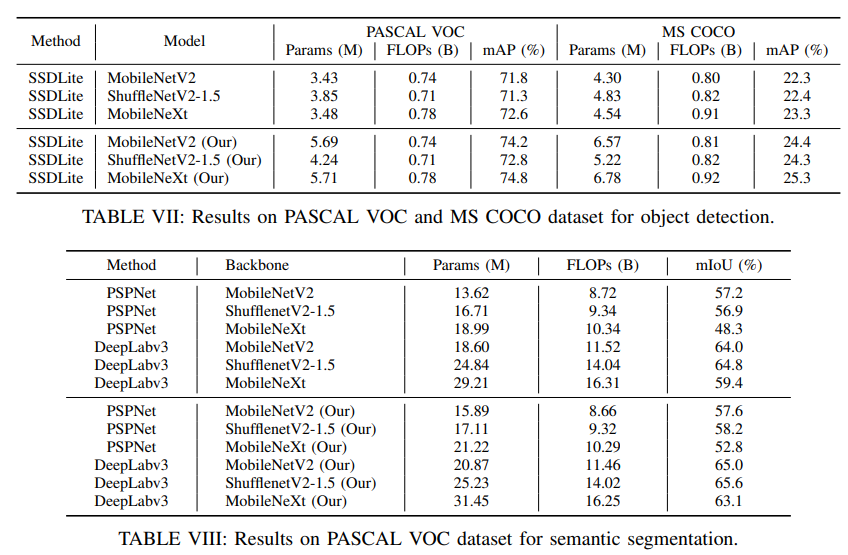 Method Model PASCAL VOC MS COCO
Params (M) FLOPs (B) mAP (%) Params (M) FLOPs (B) mAP (%)
SSDLite MobileNetV2 3.43 0.74 71.8 4.30 0.80 22.3
SSDLite ShuffleNetV2-1.5 3.85 0.71 71.3 4.83 0.82 22.4
SSDLite MobileNeXt 3.48 0.78 72.6 4.54 0.91 23.3
SSDLite MobileNetV2 (Our) 5.69 0.74 74.2 6.57 0.81 24.4
SSDLite ShuffleNetV2-1.5 (Our) 4.24 0.71 72.8 5.22 0.82 24.3
SSDLite MobileNeXt (Our) 5.71 0.78 74.8 6.78 0.92 25.3
TABLE VII: Results on PASCAL VOC and MS COCO dataset for object detection.
Method Backbone Params (M) FLOPs (B) mIoU (%)
PSPNet MobileNetV2 13.62 8.72 57.2
PSPNet ShufflenetV2-1.5 16.71 9.34 56.9
PSPNet MobileNeXt 18.99 10.34 48.3
DeepLabv3 MobileNetV2 18.60 11.52 64.0
DeepLabv3 ShufflenetV2-1.5 24.84 14.04 64.8
DeepLabv3 MobileNeXt 29.21 16.31 59.4
PSPNet MobileNetV2 (Our) 15.89 8.66 57.6
PSPNet ShufflenetV2-1.5 (Our) 17.11 9.32 58.2
PSPNet MobileNeXt (Our) 21.22 10.29 52.8
DeepLabv3 MobileNetV2 (Our) 20.87 11.46 65.0
DeepLabv3 ShufflenetV2-1.5 (Our) 25.23 14.02 65.6
DeepLabv3 MobileNeXt (Our) 31.45 16.25 63.1
TABLE VIII: Results on PASCAL VOC dataset for semantic segmentation.